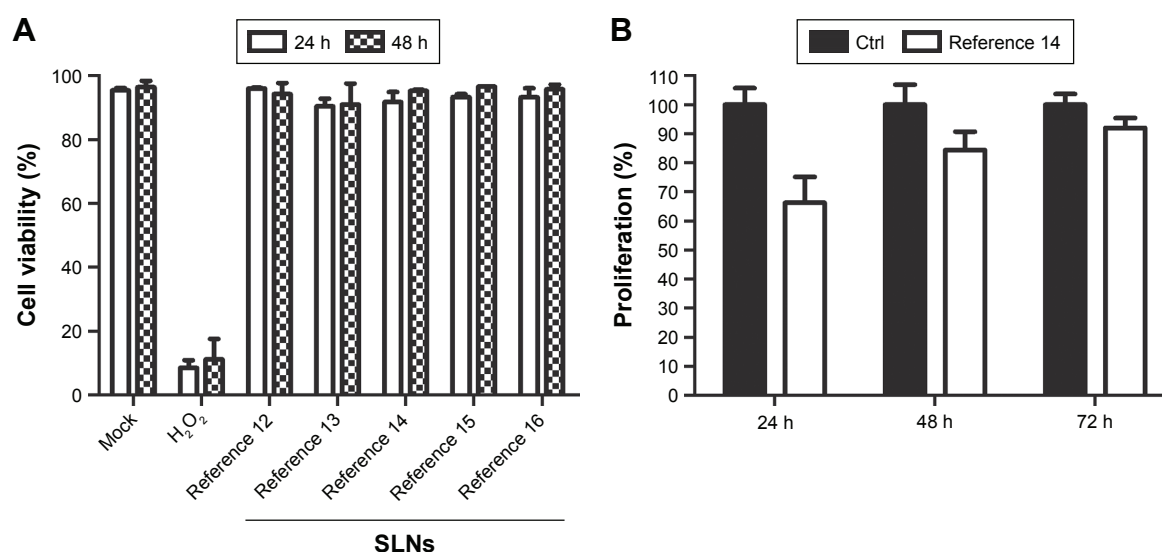 A
24 h 48 h
Cell viability (%)
100
80
60
40
20
0
Mock
H2O2
Reference 12
Reference 13
Reference 14
Reference 15
Reference 16
SLNs
B
Ctrl Reference 14
Proliferation (%)
110
100
90
80
70
60
50
40
30
20
10
0
24 h
48 h
72 h